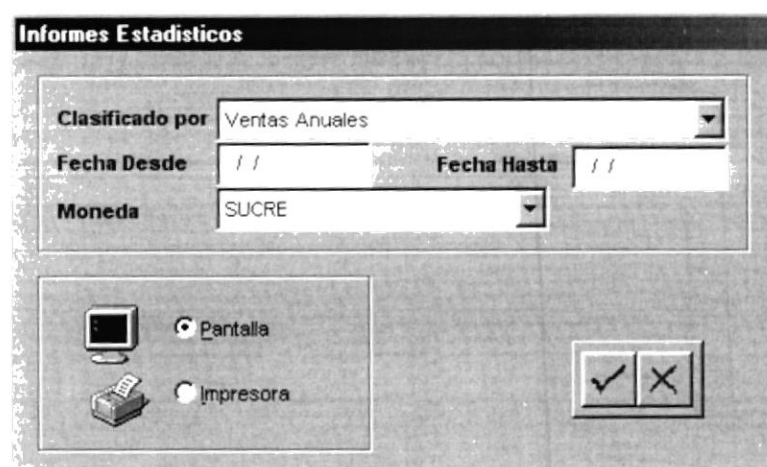 Informes Estadisticos
Clasificado por Ventas Anuales
Fecha Desde / / Fecha Hasta / /
Moneda SUCRE
Pantalla
Impresora